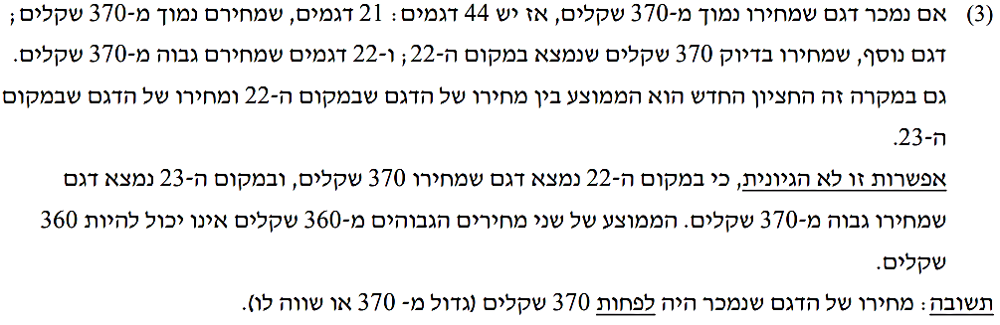 (3) אם נמכר דגם שמחירו נמוך מ-370 שקלים, אז יש 44 דגמים: 21 דגמים, שמחירם נמוך מ-370 שקלים;
דגם נוסף, שמחירו בדיוק 370 שקלים שנמצא במקום ה-22; ו-22 דגמים שמחירם גבוה מ-370 שקלים.
גם במקרה זה החציון החדש הוא הממוצע בין מחירו של הדגם שבמקום ה-22 ומחירו של הדגם שבמקום
ה-23.
אפשרות זו לא הגיונית, כי במקום ה-22 נמצא דגם שמחירו 370 שקלים, ובמקום ה-23 נמצא דגם
שמחירו גבוה מ-370 שקלים. הממוצע של שני מחירים הגבוהים מ-360 שקלים אינו יכול להיות 360
שקלים.
תשובה: מחירו של הדגם שנמכר היה לפחות 370 שקלים (גדול מ- 370 או שווה לו).